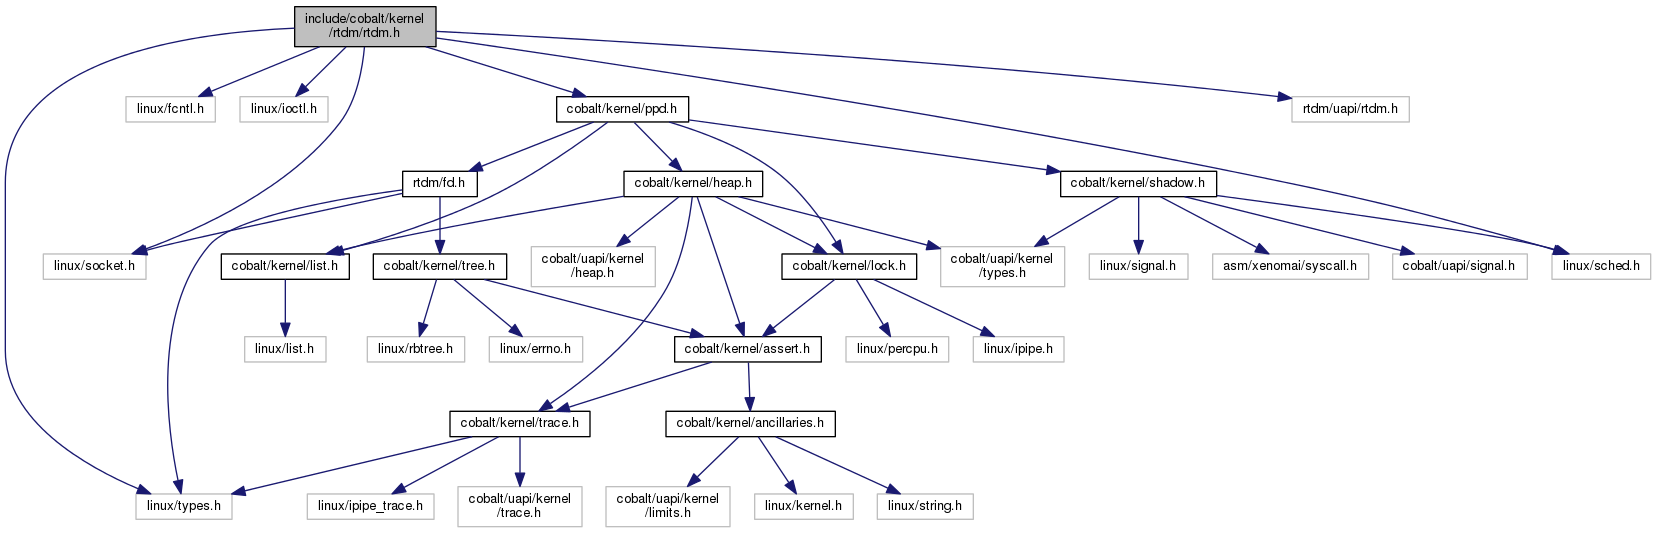 include/cobalt/kernel
/rtdm/rtdm.h
linux/fcntl.h
linux/ioctl.h
cobalt/kernel/ppd.h
rtdm/uapi/rtdm.h
rtdm/fd.h
cobalt/kernel/heap.h
cobalt/kernel/shadow.h
linux/socket.h
cobalt/kernel/list.h
cobalt/kernel/tree.h
cobalt/uapi/kernel
/heap.h
cobalt/kernel/lock.h
cobalt/uapi/kernel
/types.h
linux/signal.h
asm/xenomai/syscall.h
cobalt/uapi/signal.h
linux/sched.h
linux/list.h
linux/rbtree.h
linux/errno.h
cobalt/kernel/assert.h
linux/percpu.h
linux/ipipe.h
cobalt/kernel/trace.h
cobalt/kernel/ancillaries.h
linux/types.h
linux/ipipe_trace.h
cobalt/uapi/kernel
/trace.h
cobalt/uapi/kernel
/limits.h
linux/kernel.h
linux/string.h